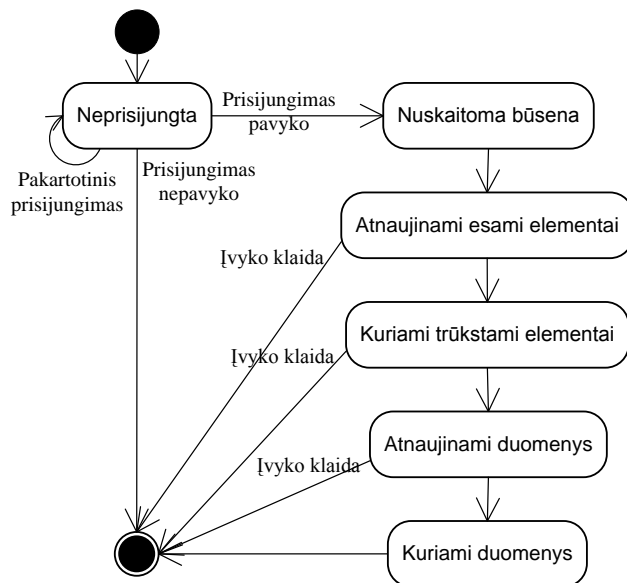 Neprisijungta
Prisijungimas
pavyko
Nuskaitoma būsena
Pakartotinis
prisijungimas
Prisijungimas
nepavyko
Atnaujinami esami elementai
Įvyko klaida
Kuriami trūkstami elementai
Įvyko klaida
Atnaujinami duomenys
Įvyko klaida
Kuriami duomenys